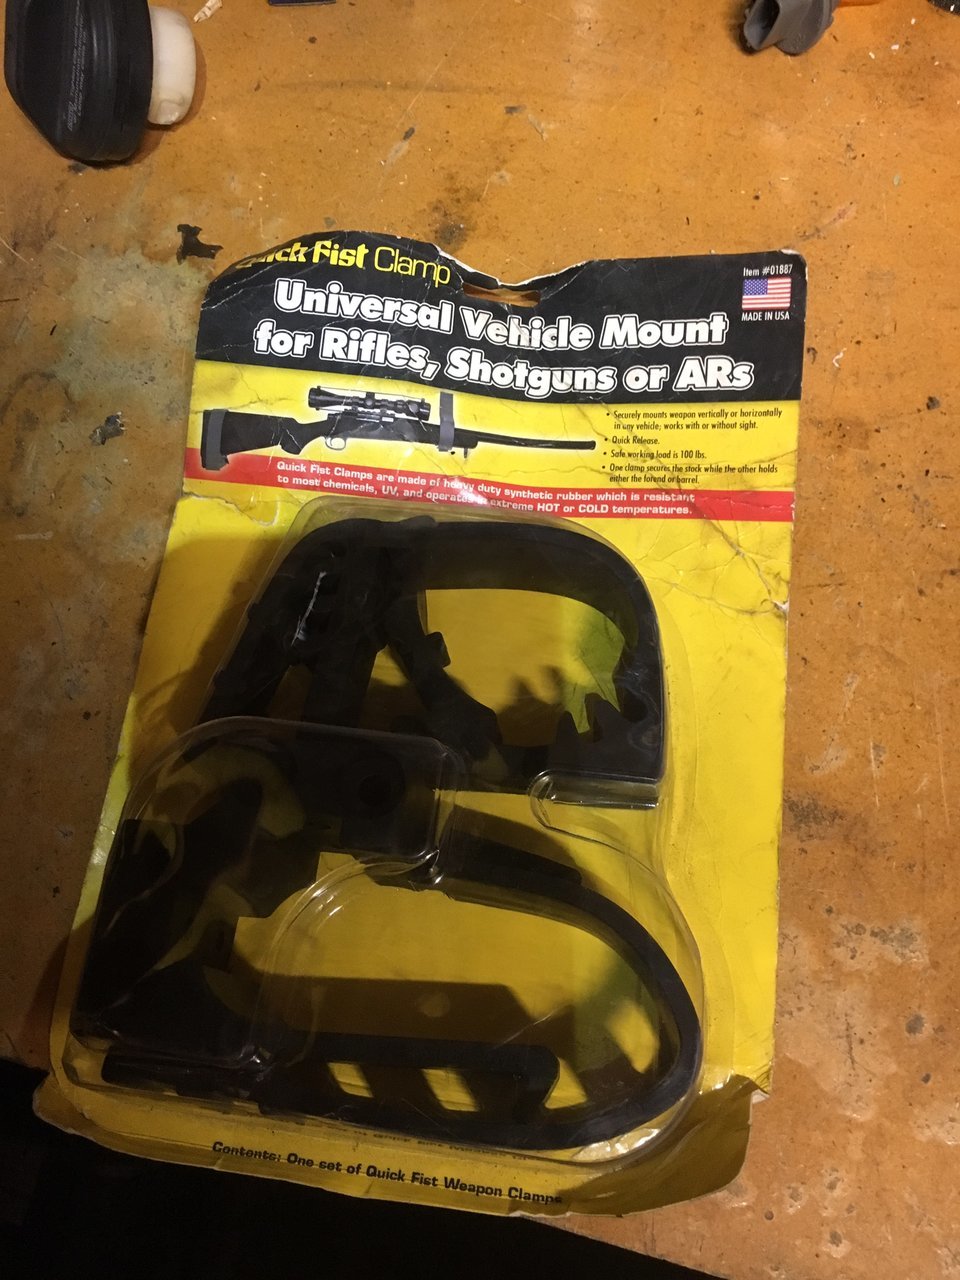 Quick Fist Clamp
Item #01887
MADE IN USA
Universal Vehicle Mount
for Rifles, Shotguns or ARs
• Securely mounts weapon vertically or horizontally
in any vehicle; works with or without sight.
• Quick Release.
• Safe working load is 100 lbs.
• One clamp secures the stock while the other holds
either the forend or barrel.
Quick Fist Clamps are made of heavy duty synthetic rubber which is resistant
to most chemicals, UV, and operates in extreme HOT or COLD temperatures.
Contents: One set of Quick Fist Weapon Clamps